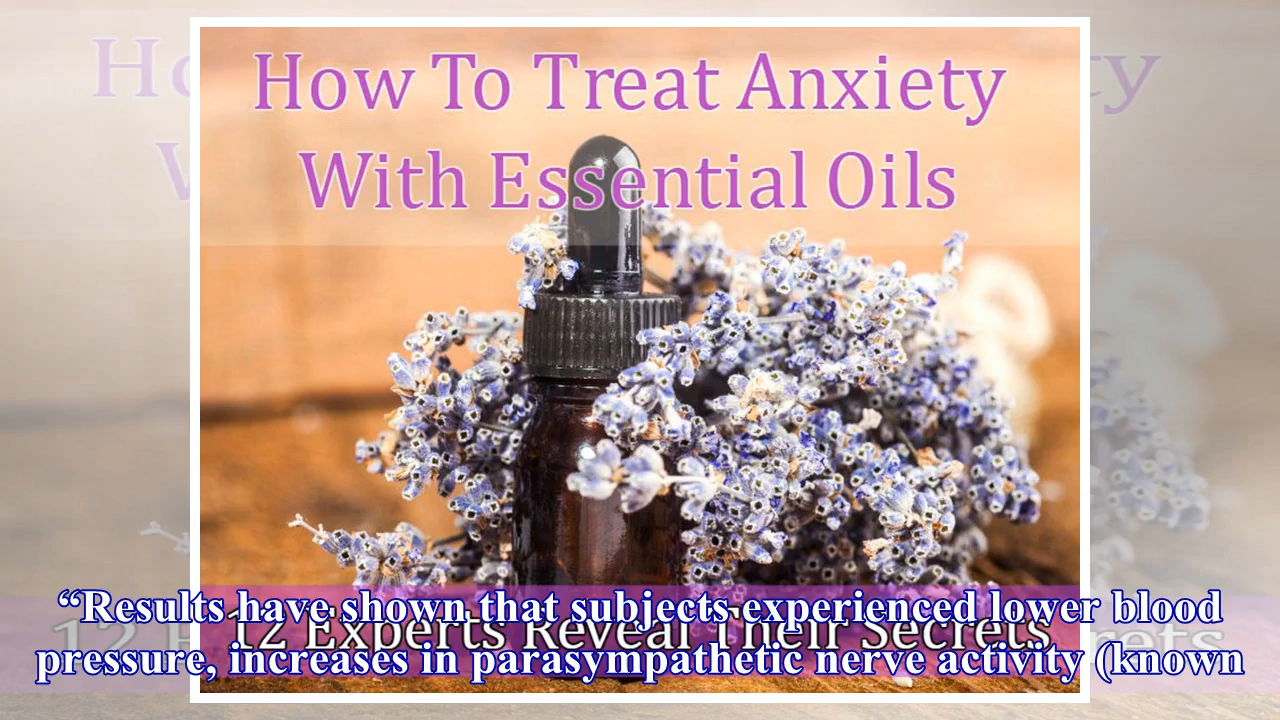 How To Treat Anxiety
With Essential Oils
“Results have shown that subjects experienced lower blood
12 Experts Reveal Their Secrets
pressure, increases in parasympathetic nerve activity (known